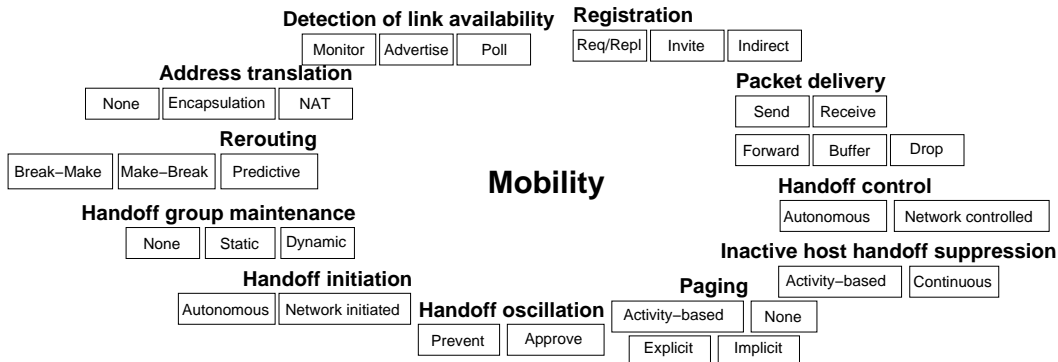 Detection of link availability
Monitor Advertise Poll
Registration
Req/Repl Invite Indirect
Address translation
None Encapsulation NAT
Packet delivery
Send Receive
Forward Buffer Drop
Rerouting
Break−Make Make−Break Predictive
Mobility
Handoff control
Autonomous Network controlled
Handoff group maintenance
None Static Dynamic
Inactive host handoff suppression
Activity−based Continuous
Handoff initiation
Autonomous Network initiated
Handoff oscillation
Prevent Approve
Paging
Activity−based None
Explicit Implicit